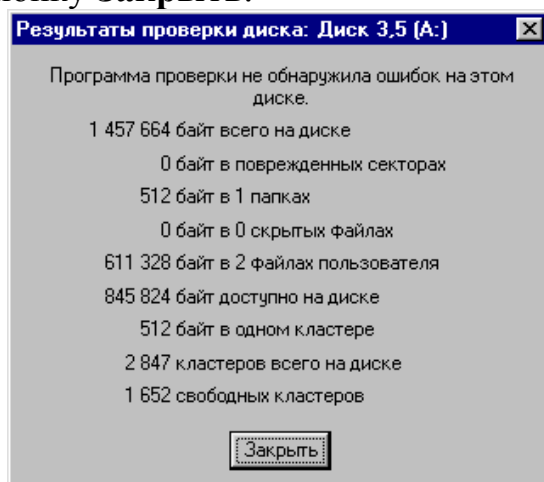 нопку Закрыть.
Результаты проверки диска: Диск 3,5 (A:)
Программа проверки не обнаружила ошибок на этом
диске.
1 457 664 байт всего на диске
0 байт в поврежденных секторах
512 байт в 1 папках
0 байт в 0 скрытых файлах
611 328 байт в 2 файлах пользователя
845 824 байт доступно на диске
512 байт в одном кластере
2 847 кластеров всего на диске
1 652 свободных кластеров
Закрыть